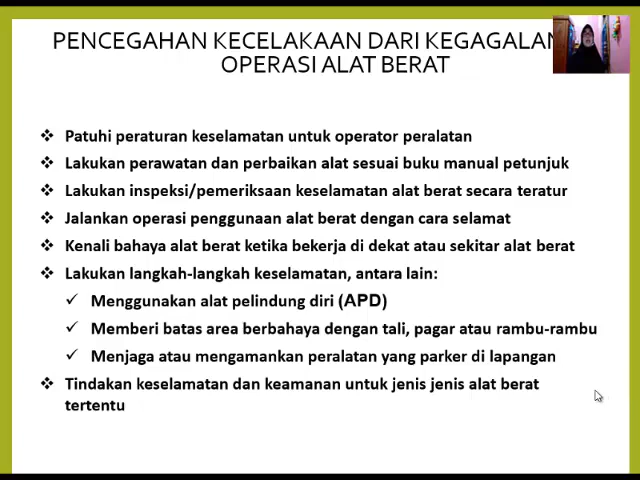 PENCEGAHAN KECELAKAAN DARI KEGAGALAN
OPERASI ALAT BERAT
❖ Patuhi peraturan keselamatan untuk operator peralatan
❖ Lakukan perawatan dan perbaikan alat sesuai buku manual petunjuk
❖ Lakukan inspeksi/pemeriksaan keselamatan alat berat secara teratur
❖ Jalankan operasi penggunaan alat berat dengan cara selamat
❖ Kenali bahaya alat berat ketika bekerja di dekat atau sekitar alat berat
❖ Lakukan langkah-langkah keselamatan, antara lain:
✓ Menggunakan alat pelindung diri (APD)
✓ Memberi batas area berbahaya dengan tali, pagar atau rambu-rambu
✓ Menjaga atau mengamankan peralatan yang parker di lapangan
❖ Tindakan keselamatan dan keamanan untuk jenis jenis alat berat
tertentu